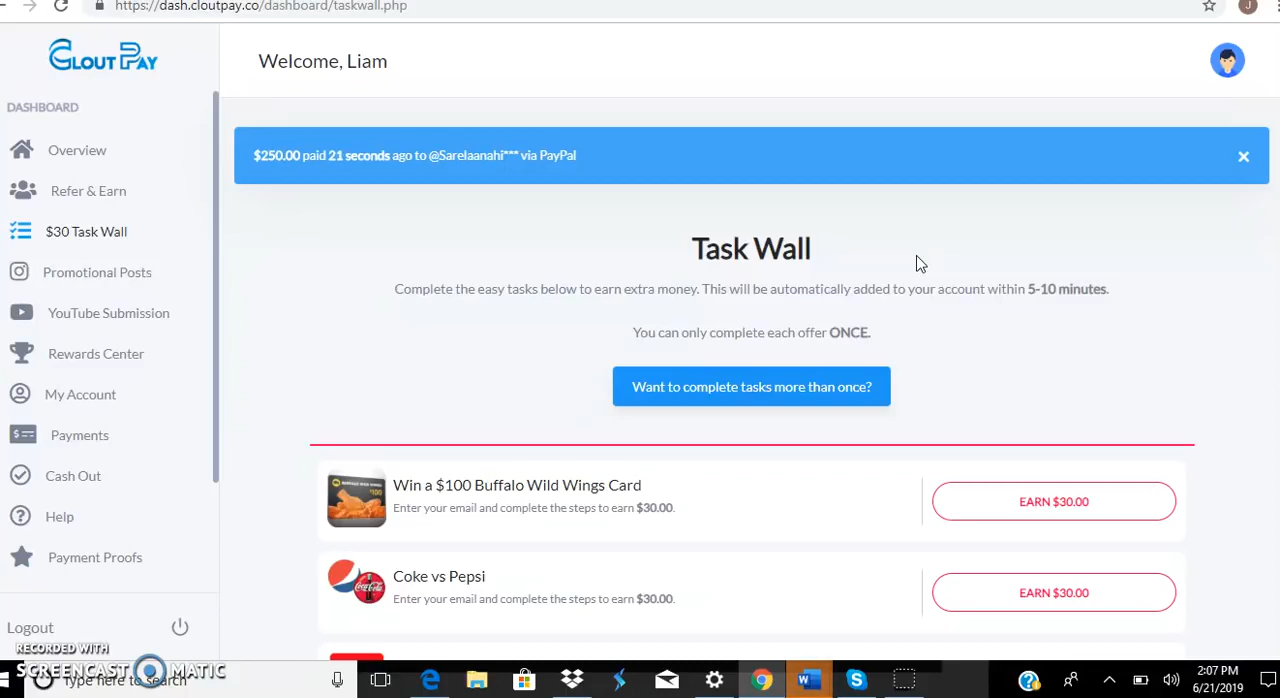 https://dash.cloutpay.co/dashboard/taskwall.php
J
CLOUT PAY
Welcome, Liam
DASHBOARD
Overview
Refer & Earn
$30 Task Wall
Promotional Posts
YouTube Submission
Rewards Center
My Account
Payments
Cash Out
Help
Payment Proofs
Logout
$250.00 paid 21 seconds ago to @Sarelaanahi*** via PayPal
×
Task Wall
Complete the easy tasks below to earn extra money. This will be automatically added to your account within 5-10 minutes.
You can only complete each offer ONCE.
Want to complete tasks more than once?
Win a $100 Buffalo Wild Wings Card
Enter your email and complete the steps to earn $30.00.
EARN $30.00
Coke vs Pepsi
Enter your email and complete the steps to earn $30.00.
EARN $30.00
RECORDED WITH
SCREENCAST MATIC
Type here to search
2:07 PM
6/21/2019